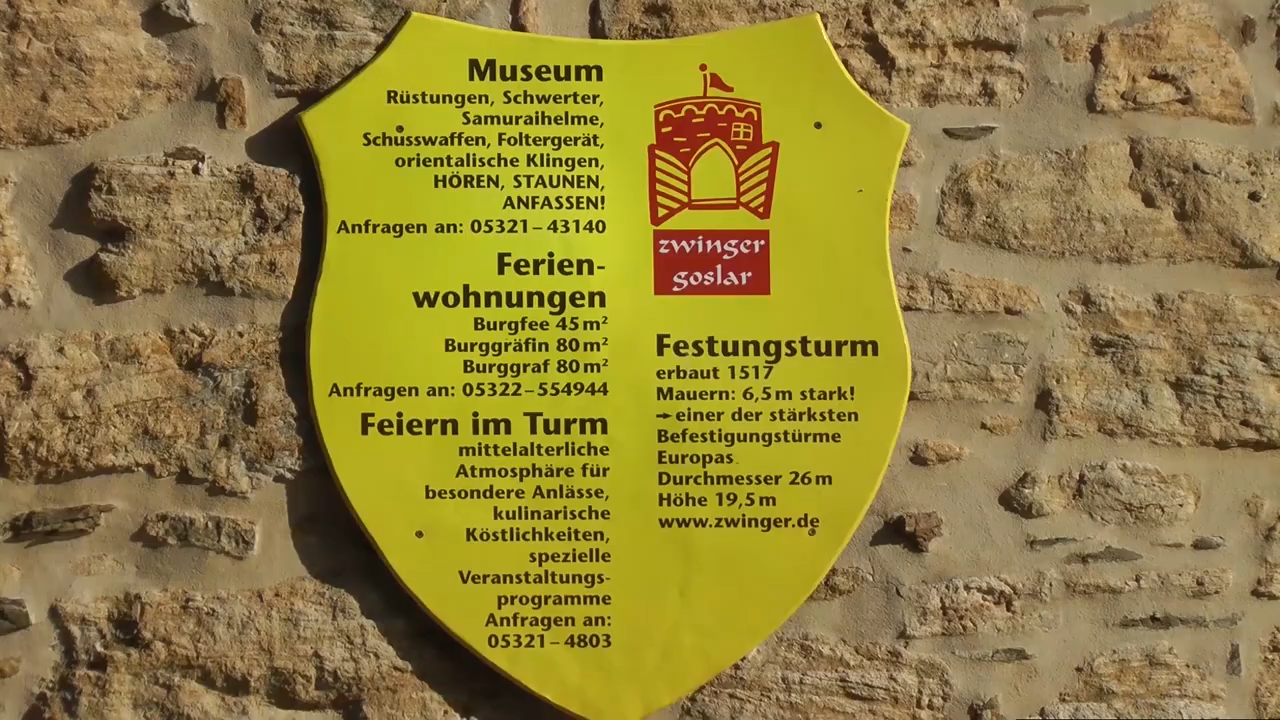 Museum
Rüstungen, Schwerter,
Samuraihelme,
Schusswaffen, Foltergerät,
orientalische Klingen,
HÖREN, STAUNEN,
ANFASSEN!
Anfragen an: 05321-43140
Ferien-
wohnungen
Burgfee 45 m²
Burggräfin 80 m²
Burggraf 80 m²
Anfragen an: 05322-554944
Feiern im Turm
mittelalterliche
Atmosphäre für
besondere Anlässe,
kulinarische
Köstlichkeiten,
spezielle
Veranstaltungs-
programme
Anfragen an:
05321-4803
zwinger
goslar
Festungsturm
erbaut 1517
Mauern: 6,5 m stark!
➙ einer der stärksten
Befestigungstürme
Europas
Durchmesser 26 m
Höhe 19,5 m
www.zwinger.de